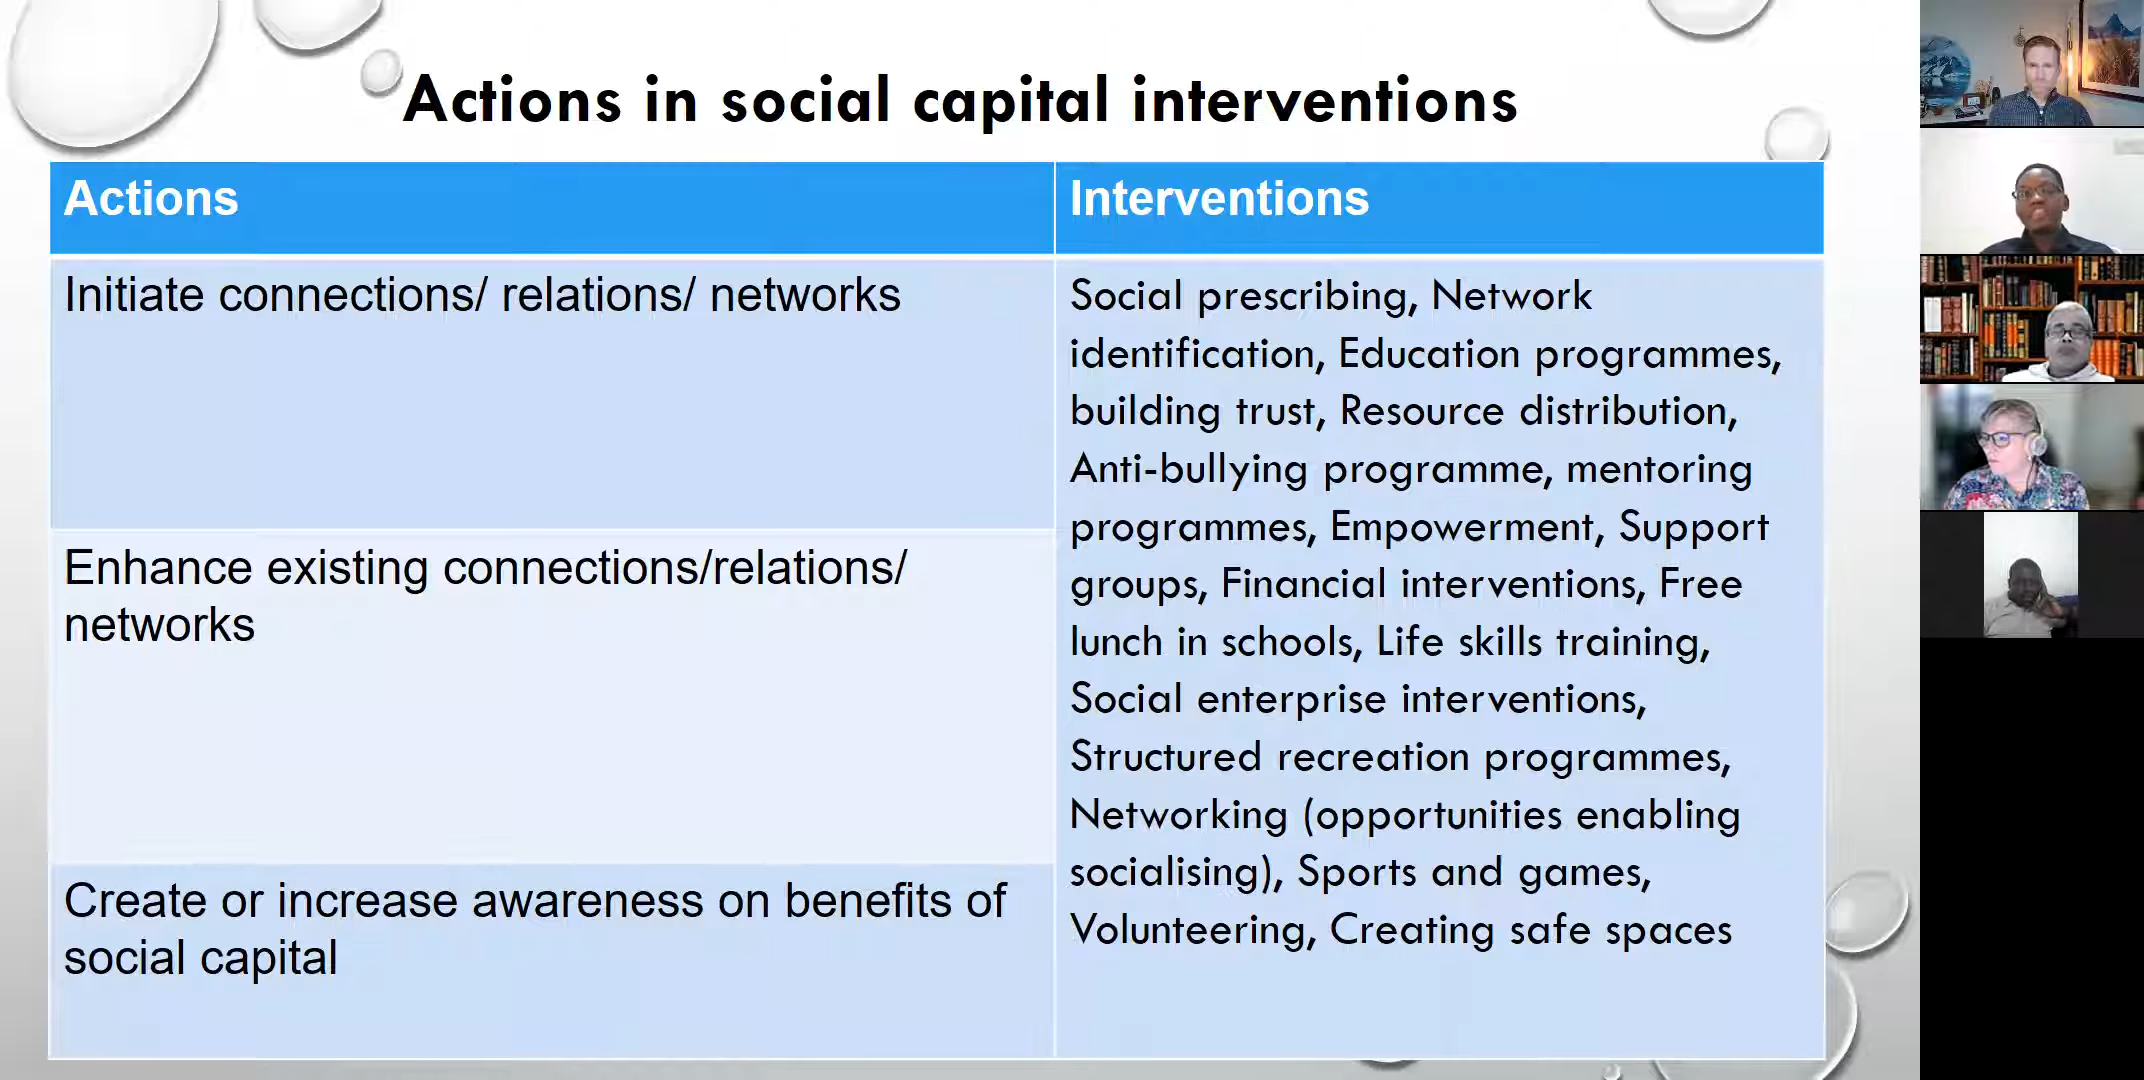 Actions in social capital interventions
Actions
Interventions
Initiate connections/ relations/ networks
Enhance existing connections/relations/
networks
Create or increase awareness on benefits of
social capital
Social prescribing, Network
identification, Education programmes,
building trust, Resource distribution,
Anti-bullying programme, mentoring
programmes, Empowerment, Support
groups, Financial interventions, Free
lunch in schools, Life skills training,
Social enterprise interventions,
Structured recreation programmes,
Networking (opportunities enabling
socialising), Sports and games,
Volunteering, Creating safe spaces